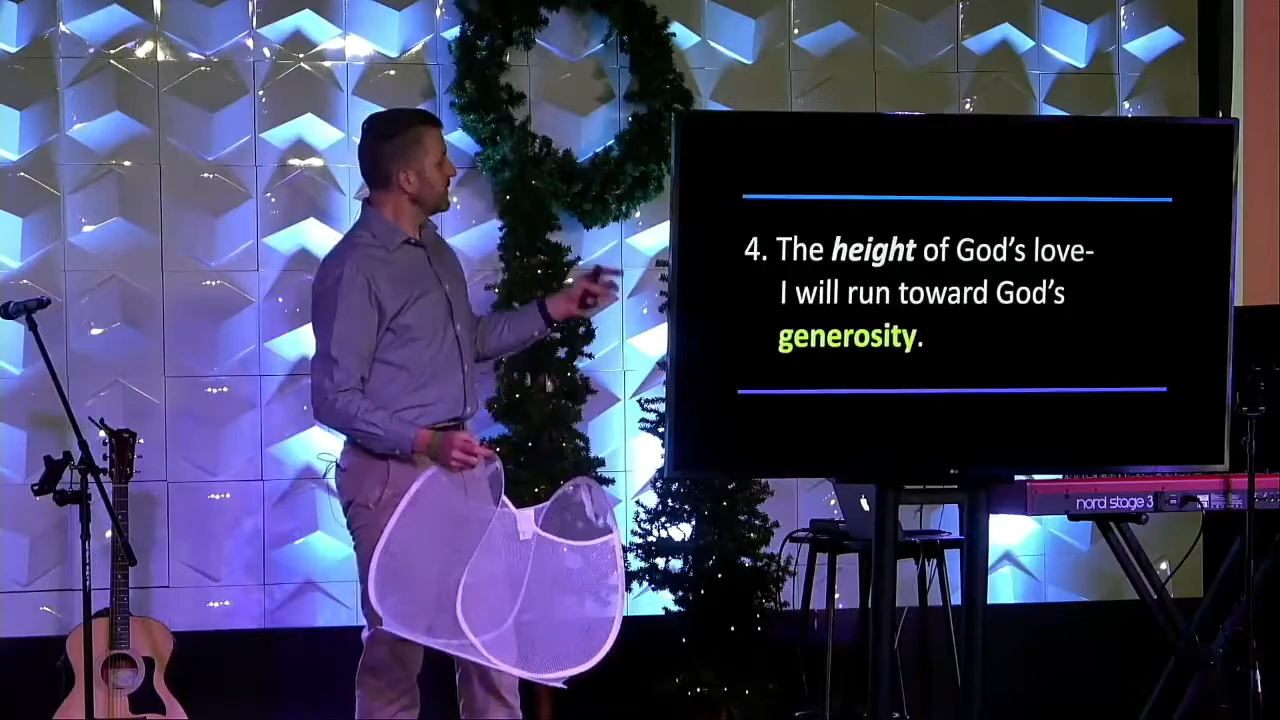 4. The height of God's love-
I will run toward God's
generosity.
nord stage 3